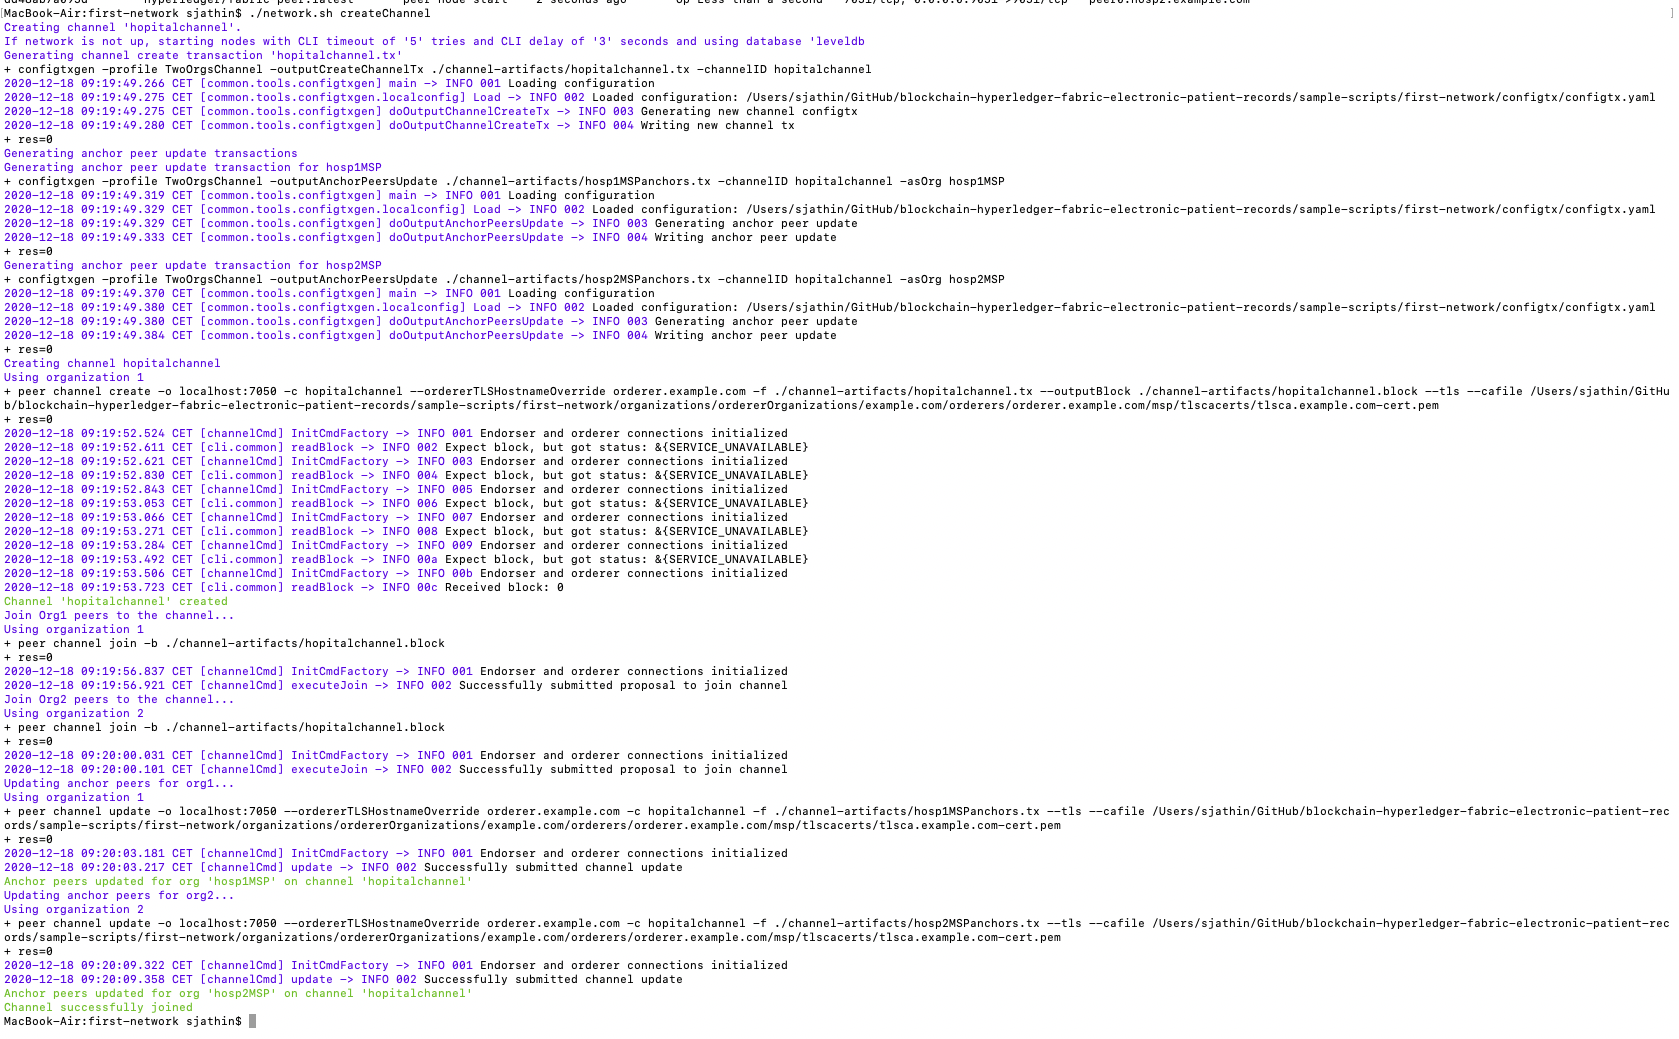 MacBook-Air:first-network sjathin$ ./network.sh createChannel
Creating channel 'hopitalchannel'.
If network is not up, starting nodes with CLI timeout of '5' tries and CLI delay of '3' seconds and using database 'leveldb
Generating channel create transaction 'hopitalchannel.tx'
+ configtxgen -profile TwoOrgsChannel -outputCreateChannelTx ./channel-artifacts/hopitalchannel.tx -channelID hopitalchannel
2020-12-18 09:19:49.266 CET [common.tools.configtxgen] main -> INFO 001 Loading configuration
2020-12-18 09:19:49.275 CET [common.tools.configtxgen.localconfig] Load -> INFO 002 Loaded configuration: /Users/sjathin/GitHub/blockchain-hyperledger-fabric-electronic-patient-records/sample-scripts/first-network/configtx/configtx.yaml
2020-12-18 09:19:49.275 CET [common.tools.configtxgen] doOutputChannelCreateTx -> INFO 003 Generating new channel configtx
2020-12-18 09:19:49.280 CET [common.tools.configtxgen] doOutputChannelCreateTx -> INFO 004 Writing new channel tx
+ res=0
Generating anchor peer update transactions
Generating anchor peer update transaction for hosp1MSP
+ configtxgen -profile TwoOrgsChannel -outputAnchorPeersUpdate ./channel-artifacts/hosp1MSPanchors.tx -channelID hopitalchannel -asOrg hosp1MSP
2020-12-18 09:19:49.319 CET [common.tools.configtxgen] main -> INFO 001 Loading configuration
2020-12-18 09:19:49.329 CET [common.tools.configtxgen.localconfig] Load -> INFO 002 Loaded configuration: /Users/sjathin/GitHub/blockchain-hyperledger-fabric-electronic-patient-records/sample-scripts/first-network/configtx/configtx.yaml
2020-12-18 09:19:49.329 CET [common.tools.configtxgen] doOutputAnchorPeersUpdate -> INFO 003 Generating anchor peer update
2020-12-18 09:19:49.333 CET [common.tools.configtxgen] doOutputAnchorPeersUpdate -> INFO 004 Writing anchor peer update
+ res=0
Generating anchor peer update transaction for hosp2MSP
+ configtxgen -profile TwoOrgsChannel -outputAnchorPeersUpdate ./channel-artifacts/hosp2MSPanchors.tx -channelID hopitalchannel -asOrg hosp2MSP
2020-12-18 09:19:49.370 CET [common.tools.configtxgen] main -> INFO 001 Loading configuration
2020-12-18 09:19:49.380 CET [common.tools.configtxgen.localconfig] Load -> INFO 002 Loaded configuration: /Users/sjathin/GitHub/blockchain-hyperledger-fabric-electronic-patient-records/sample-scripts/first-network/configtx/configtx.yaml
2020-12-18 09:19:49.380 CET [common.tools.configtxgen] doOutputAnchorPeersUpdate -> INFO 003 Generating anchor peer update
2020-12-18 09:19:49.384 CET [common.tools.configtxgen] doOutputAnchorPeersUpdate -> INFO 004 Writing anchor peer update
+ res=0
Creating channel hopitalchannel
Using organization 1
+ peer channel create -o localhost:7050 -c hopitalchannel --ordererTLSHostnameOverride orderer.example.com -f ./channel-artifacts/hopitalchannel.tx --outputBlock ./channel-artifacts/hopitalchannel.block --tls --cafile /Users/sjathin/GitHu
b/blockchain-hyperledger-fabric-electronic-patient-records/sample-scripts/first-network/organizations/ordererOrganizations/example.com/orderers/orderer.example.com/msp/tlscacerts/tlsca.example.com-cert.pem
+ res=0
2020-12-18 09:19:52.524 CET [channelCmd] InitCmdFactory -> INFO 001 Endorser and orderer connections initialized
2020-12-18 09:19:52.611 CET [cli.common] readBlock -> INFO 002 Expect block, but got status: &{SERVICE_UNAVAILABLE}
2020-12-18 09:19:52.621 CET [channelCmd] InitCmdFactory -> INFO 003 Endorser and orderer connections initialized
2020-12-18 09:19:52.830 CET [cli.common] readBlock -> INFO 004 Expect block, but got status: &{SERVICE_UNAVAILABLE}
2020-12-18 09:19:52.843 CET [channelCmd] InitCmdFactory -> INFO 005 Endorser and orderer connections initialized
2020-12-18 09:19:53.053 CET [cli.common] readBlock -> INFO 006 Expect block, but got status: &{SERVICE_UNAVAILABLE}
2020-12-18 09:19:53.066 CET [channelCmd] InitCmdFactory -> INFO 007 Endorser and orderer connections initialized
2020-12-18 09:19:53.271 CET [cli.common] readBlock -> INFO 008 Expect block, but got status: &{SERVICE_UNAVAILABLE}
2020-12-18 09:19:53.284 CET [channelCmd] InitCmdFactory -> INFO 009 Endorser and orderer connections initialized
2020-12-18 09:19:53.492 CET [cli.common] readBlock -> INFO 00a Expect block, but got status: &{SERVICE_UNAVAILABLE}
2020-12-18 09:19:53.506 CET [channelCmd] InitCmdFactory -> INFO 00b Endorser and orderer connections initialized
2020-12-18 09:19:53.723 CET [cli.common] readBlock -> INFO 00c Received block: 0
Channel 'hopitalchannel' created
Join Org1 peers to the channel...
Using organization 1
+ peer channel join -b ./channel-artifacts/hopitalchannel.block
+ res=0
2020-12-18 09:19:56.837 CET [channelCmd] InitCmdFactory -> INFO 001 Endorser and orderer connections initialized
2020-12-18 09:19:56.921 CET [channelCmd] executeJoin -> INFO 002 Successfully submitted proposal to join channel
Join Org2 peers to the channel...
Using organization 2
+ peer channel join -b ./channel-artifacts/hopitalchannel.block
+ res=0
2020-12-18 09:20:00.031 CET [channelCmd] InitCmdFactory -> INFO 001 Endorser and orderer connections initialized
2020-12-18 09:20:00.101 CET [channelCmd] executeJoin -> INFO 002 Successfully submitted proposal to join channel
Updating anchor peers for org1...
Using organization 1
+ peer channel update -o localhost:7050 --ordererTLSHostnameOverride orderer.example.com -c hopitalchannel -f ./channel-artifacts/hosp1MSPanchors.tx --tls --cafile /Users/sjathin/GitHub/blockchain-hyperledger-fabric-electronic-patient-rec
ords/sample-scripts/first-network/organizations/ordererOrganizations/example.com/orderers/orderer.example.com/msp/tlscacerts/tlsca.example.com-cert.pem
+ res=0
2020-12-18 09:20:03.181 CET [channelCmd] InitCmdFactory -> INFO 001 Endorser and orderer connections initialized
2020-12-18 09:20:03.217 CET [channelCmd] update -> INFO 002 Successfully submitted channel update
Anchor peers updated for org 'hosp1MSP' on channel 'hopitalchannel'
Updating anchor peers for org2...
Using organization 2
+ peer channel update -o localhost:7050 --ordererTLSHostnameOverride orderer.example.com -c hopitalchannel -f ./channel-artifacts/hosp2MSPanchors.tx --tls --cafile /Users/sjathin/GitHub/blockchain-hyperledger-fabric-electronic-patient-rec
ords/sample-scripts/first-network/organizations/ordererOrganizations/example.com/orderers/orderer.example.com/msp/tlscacerts/tlsca.example.com-cert.pem
+ res=0
2020-12-18 09:20:09.322 CET [channelCmd] InitCmdFactory -> INFO 001 Endorser and orderer connections initialized
2020-12-18 09:20:09.358 CET [channelCmd] update -> INFO 002 Successfully submitted channel update
Anchor peers updated for org 'hosp2MSP' on channel 'hopitalchannel'
Channel successfully joined
MacBook-Air:first-network sjathin$